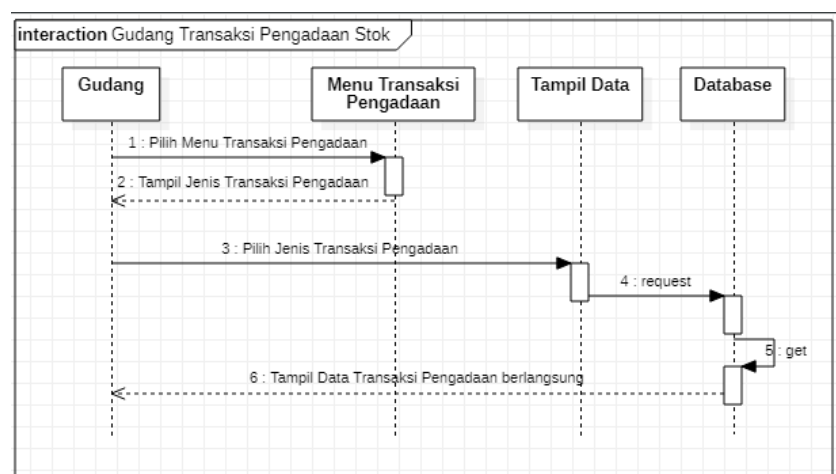 interaction Gudang Transaksi Pengadaan Stok
Gudang
Menu Transaksi
Pengadaan
Tampil Data
Database
1 : Pilih Menu Transaksi Pengadaan
2 : Tampil Jenis Transaksi Pengadaan
3 : Pilih Jenis Transaksi Pengadaan
4 : request
5 : get
6 : Tampil Data Transaksi Pengadaan berlangsung